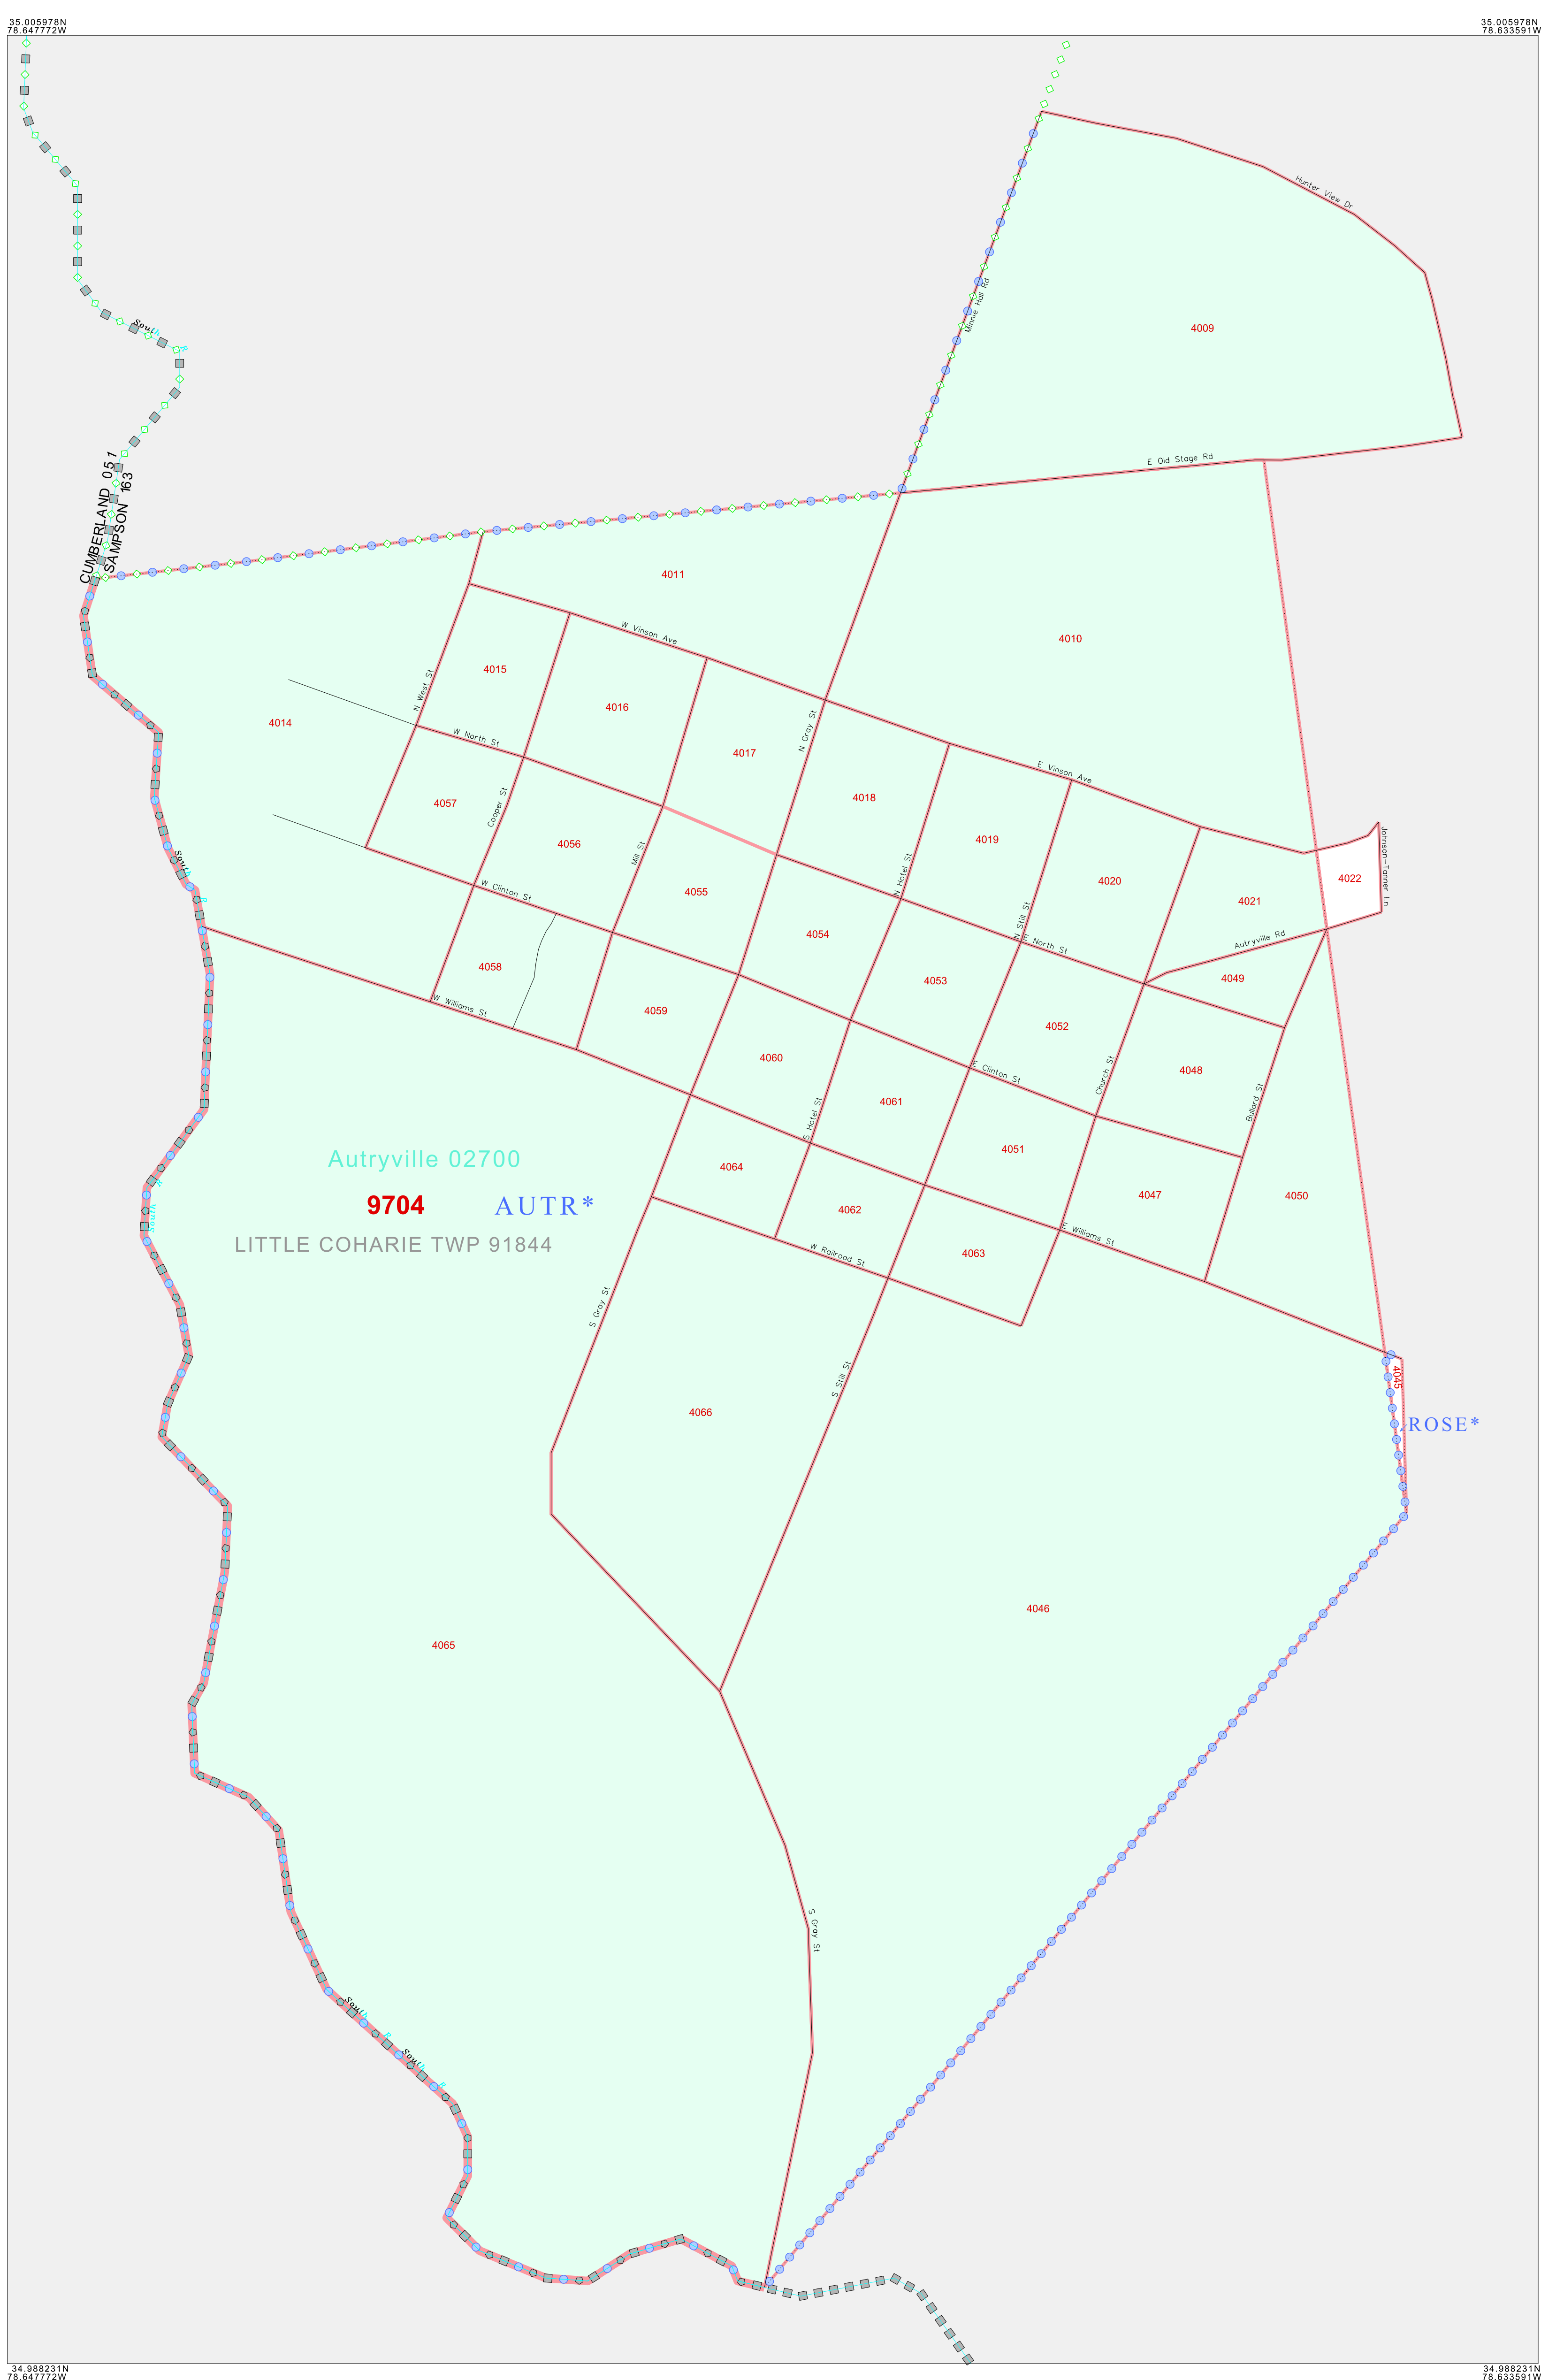 35.005978N
78.647772W
35.005978N
78.633591W
Hunter View Dr
4009
Minnie Hall Rd
South
R
E Old Stage Rd
CUMBERLAND 051
SAMPSON 163
4011
4010
W Vinson Ave
4015
N West St
4016
4014
N Gray St
W North St
4017
E Vinson Ave
4018
4057
Cooper St
4019
4056
Mill St
Johnson-Tanner Ln
4022
South
R
4020
N Hotel St
W Clinton St
4055
4021
N Still St
4054
E North St
Autryville Rd
4058
4053
4049
W Williams St
4059
4052
4060
E Clinton St
Church St
4048
4061
Bullard St
S Hotel St
4051
Autryville 02700
4064
9704
AUTR*
4062
4047
4050
LITTLE COHARIE TWP 91844
E Williams St
W Railroad St
4063
S Gray St
S Still St
4045
4066
ROSE*
4046
4065
S Gray St
South
R
South
R
34.988231N
78.647772W
34.988231N
78.633591W